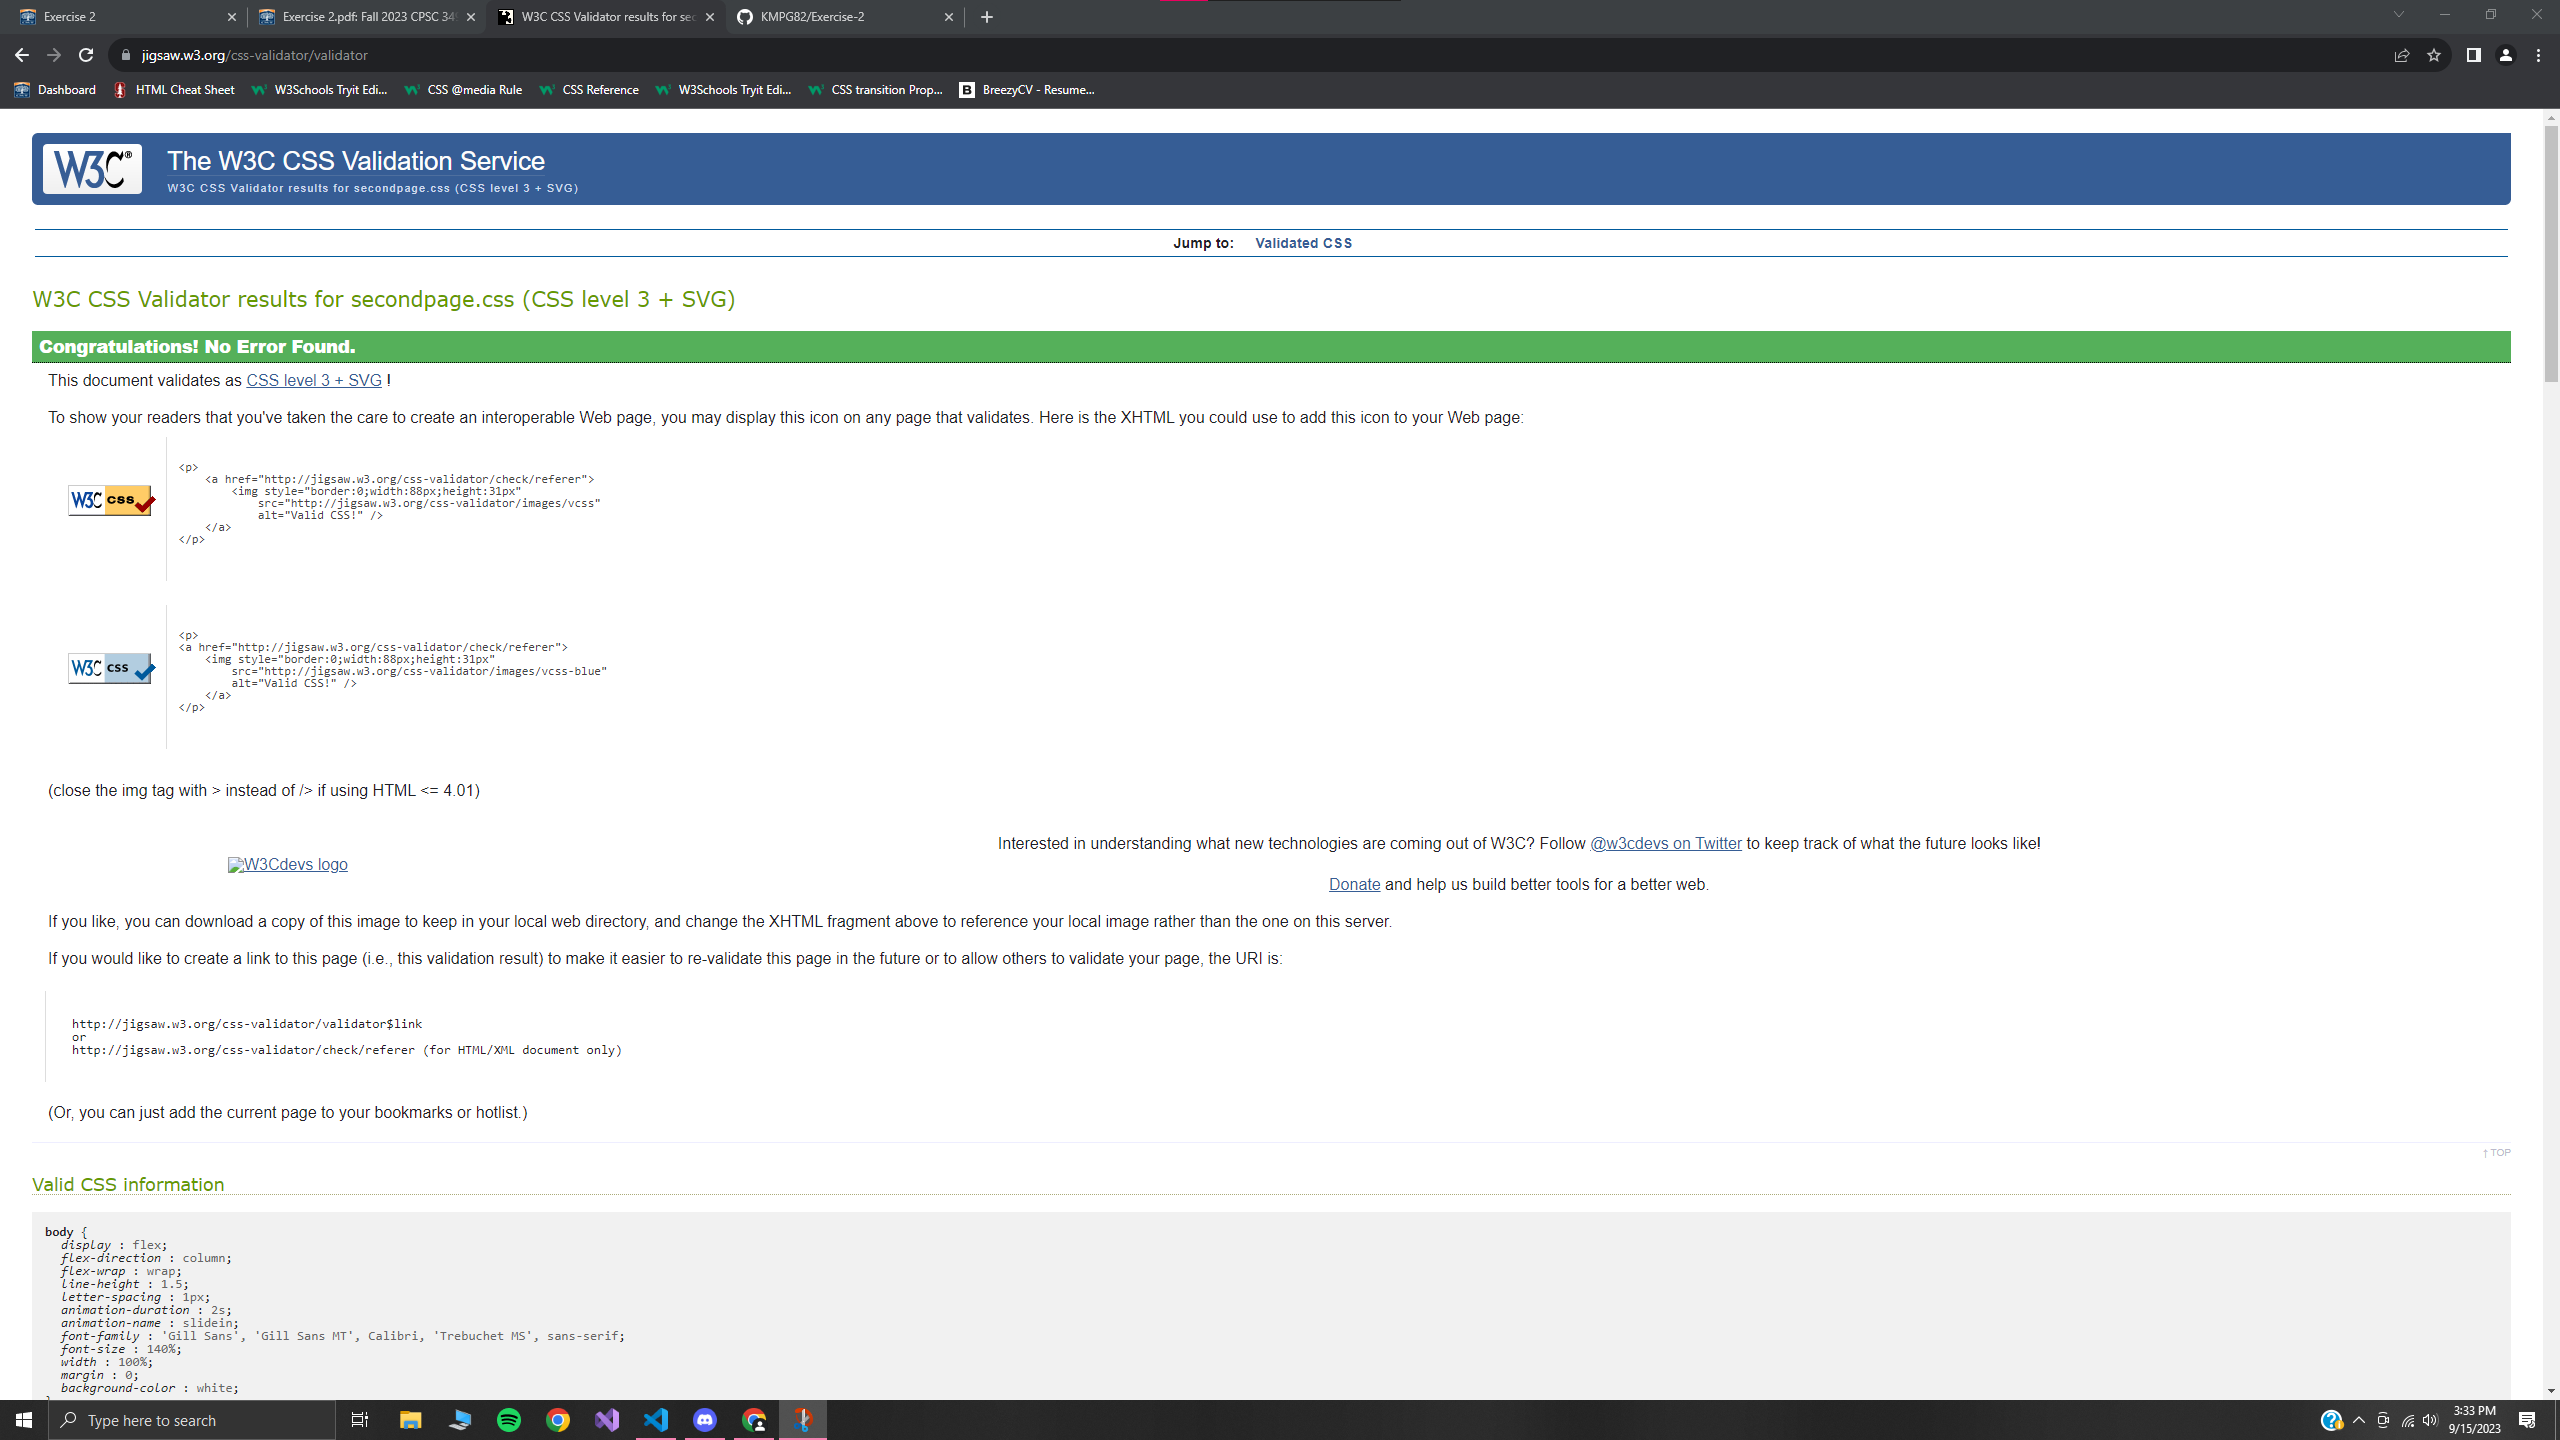 Exercise 2
Exercise 2.pdf: Fall 2023 CPSC 34
W3C CSS Validator results for sec
KMPG82/Exercise-2
jigsaw.w3.org/css-validator/validator
Dashboard
HTML Cheat Sheet
W3Schools Tryit Edi...
CSS @media Rule
CSS Reference
W3Schools Tryit Edi...
CSS transition Prop...
B
BreezyCV - Resume...
W3C®
The W3C CSS Validation Service
W3C CSS Validator results for secondpage.css (CSS level 3 + SVG)
Jump to: Validated CSS
W3C CSS Validator results for secondpage.css (CSS level 3 + SVG)
Congratulations! No Error Found.
This document validates as CSS level 3 + SVG !
To show your readers that you've taken the care to create an interoperable Web page, you may display this icon on any page that validates. Here is the XHTML you could use to add this icon to your Web page:
W3C css
<p>
<a href="http://jigsaw.w3.org/css-validator/check/referer">
<img style="border:0;width:88px;height:31px"
src="http://jigsaw.w3.org/css-validator/images/vcss"
alt="Valid CSS!" />
</a>
</p>
W3C css
<p>
<a href="http://jigsaw.w3.org/css-validator/check/referer">
<img style="border:0;width:88px;height:31px"
src="http://jigsaw.w3.org/css-validator/images/vcss-blue"
alt="Valid CSS!" />
</a>
</p>
(close the img tag with > instead of /> if using HTML <= 4.01)
W3Cdevs logo
Interested in understanding what new technologies are coming out of W3C? Follow @w3cdevs on Twitter to keep track of what the future looks like!
Donate and help us build better tools for a better web.
If you like, you can download a copy of this image to keep in your local web directory, and change the XHTML fragment above to reference your local image rather than the one on this server.
If you would like to create a link to this page (i.e., this validation result) to make it easier to re-validate this page in the future or to allow others to validate your page, the URI is:
http://jigsaw.w3.org/css-validator/validator$link
or
http://jigsaw.w3.org/css-validator/check/referer (for HTML/XML document only)
(Or, you can just add the current page to your bookmarks or hotlist.)
↑ TOP
Valid CSS information
body {
display : flex;
flex-direction : column;
flex-wrap : wrap;
line-height : 1.5;
letter-spacing : 1px;
animation-duration : 2s;
animation-name : slidein;
font-family : 'Gill Sans', 'Gill Sans MT', Calibri, 'Trebuchet MS', sans-serif;
font-size : 140%;
width : 100%;
margin : 0;
background-color : white;
Type here to search
3:33 PM
9/15/2023